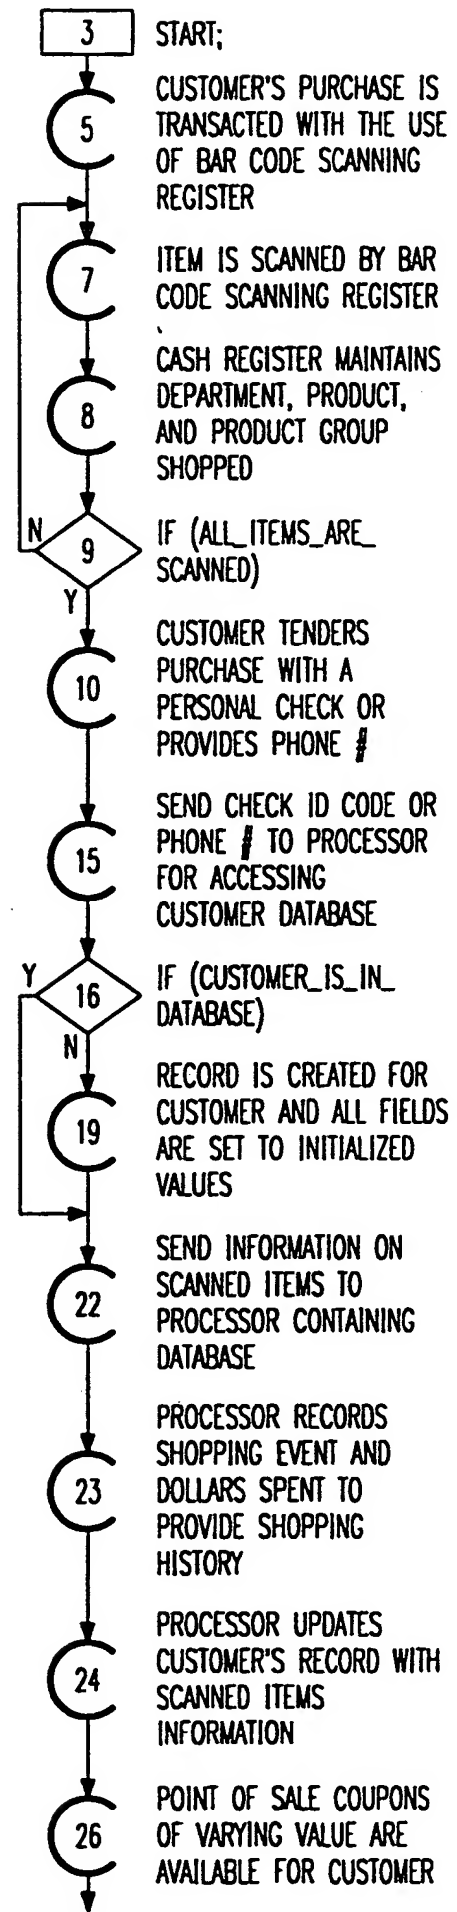 3 START;
CUSTOMER'S PURCHASE IS
5 TRANSACTED WITH THE USE
OF BAR CODE SCANNING
REGISTER
ITEM IS SCANNED BY BAR
7 CODE SCANNING REGISTER
CASH REGISTER MAINTAINS
DEPARTMENT, PRODUCT,
8 AND PRODUCT GROUP
SHOPPED
N
9 IF (ALL_ITEMS_ARE_
SCANNED)
Y
CUSTOMER TENDERS
PURCHASE WITH A
10 PERSONAL CHECK OR
PROVIDES PHONE #
SEND CHECK ID CODE OR
PHONE # TO PROCESSOR
15 FOR ACCESSING
CUSTOMER DATABASE
Y
16 IF (CUSTOMER_IS_IN_
DATABASE)
N
RECORD IS CREATED FOR
CUSTOMER AND ALL FIELDS
19 ARE SET TO INITIALIZED
VALUES
SEND INFORMATION ON
SCANNED ITEMS TO
22 PROCESSOR CONTAINING
DATABASE
PROCESSOR RECORDS
SHOPPING EVENT AND
23 DOLLARS SPENT TO
PROVIDE SHOPPING
HISTORY
PROCESSOR UPDATES
CUSTOMER'S RECORD WITH
24 SCANNED ITEMS
INFORMATION
POINT OF SALE COUPONS
26 OF VARYING VALUE ARE
AVAILABLE FOR CUSTOMER